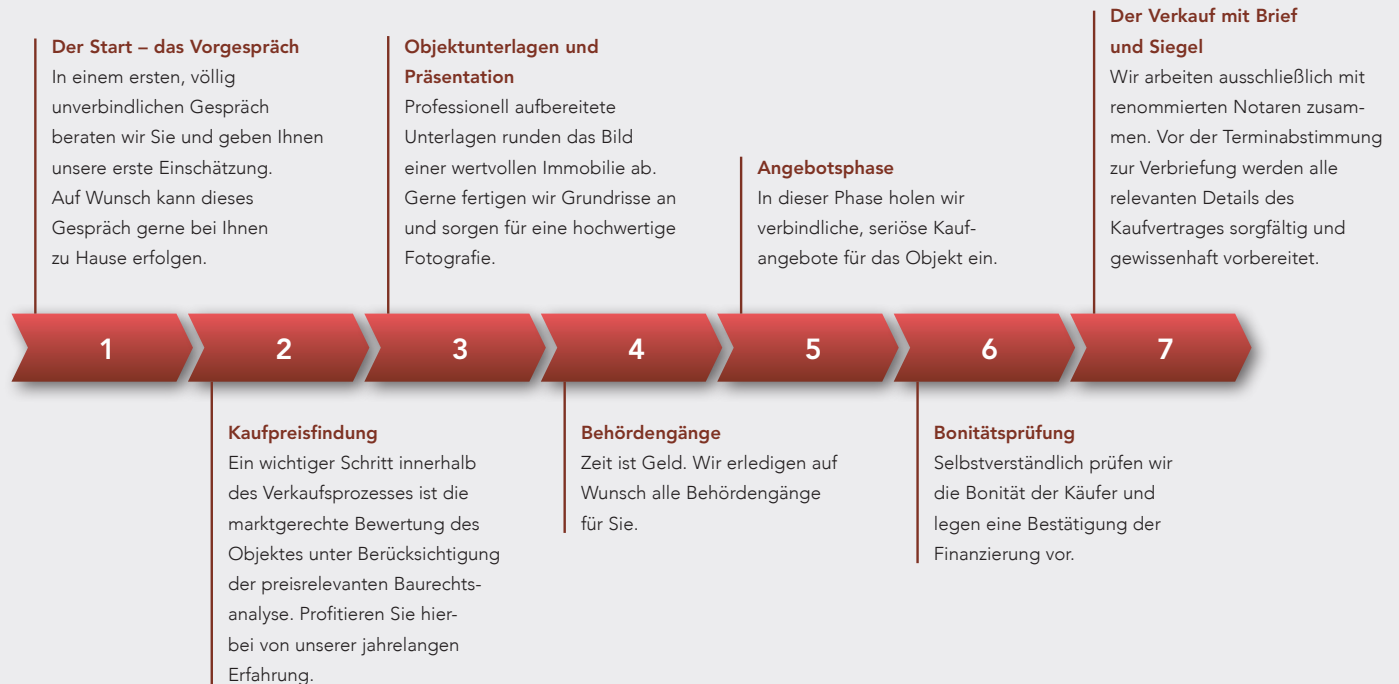 Der Start – das Vorgespräch
In einem ersten, völlig
unverbindlichen Gespräch
beraten wir Sie und geben Ihnen
unsere erste Einschätzung.
Auf Wunsch kann dieses
Gespräch gerne bei Ihnen
zu Hause erfolgen.
Objektunterlagen und
Präsentation
Professionell aufbereitete
Unterlagen runden das Bild
einer wertvollen Immobilie ab.
Gerne fertigen wir Grundrisse an
und sorgen für eine hochwertige
Fotografie.
Angebotsphase
In dieser Phase holen wir
verbindliche, seriöse Kauf-
angebote für das Objekt ein.
Der Verkauf mit Brief
und Siegel
Wir arbeiten ausschließlich mit
renommierten Notaren zusam-
men. Vor der Terminabstimmung
zur Verbriefung werden alle
relevanten Details des
Kaufvertrages sorgfältig und
gewissenhaft vorbereitet.
1 2 3 4 5 6 7
Kaufpreisfindung
Ein wichtiger Schritt innerhalb
des Verkaufsprozesses ist die
marktgerechte Bewertung des
Objektes unter Berücksichtigung
der preisrelevanten Baurechts-
analyse. Profitieren Sie hier-
bei von unserer jahrelangen
Erfahrung.
Behördengänge
Zeit ist Geld. Wir erledigen auf
Wunsch alle Behördengänge
für Sie.
Bonitätsprüfung
Selbstverständlich prüfen wir
die Bonität der Käufer und
legen eine Bestätigung der
Finanzierung vor.